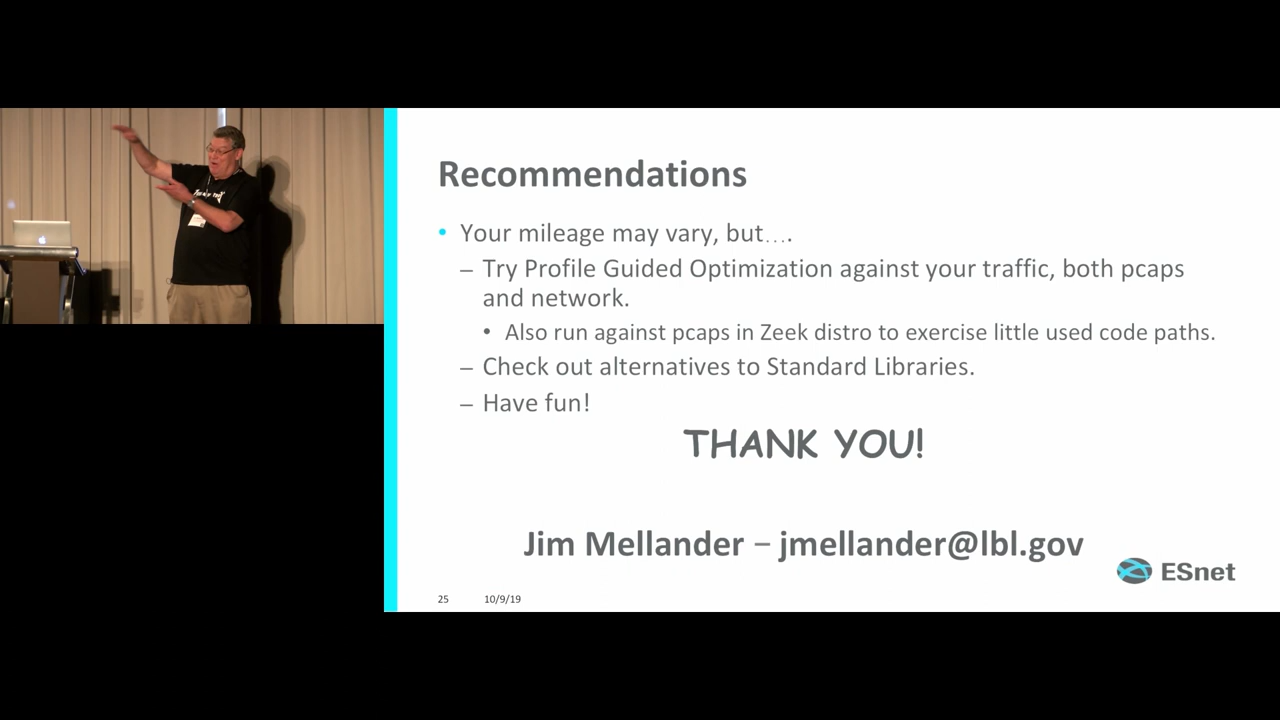 Recommendations
• Your mileage may vary, but….
– Try Profile Guided Optimization against your traffic, both pcaps
and network.
• Also run against pcaps in Zeek distro to exercise little used code paths.
– Check out alternatives to Standard Libraries.
– Have fun!
THANK YOU!
Jim Mellander – jmellander@lbl.gov
ESnet
25 10/9/19